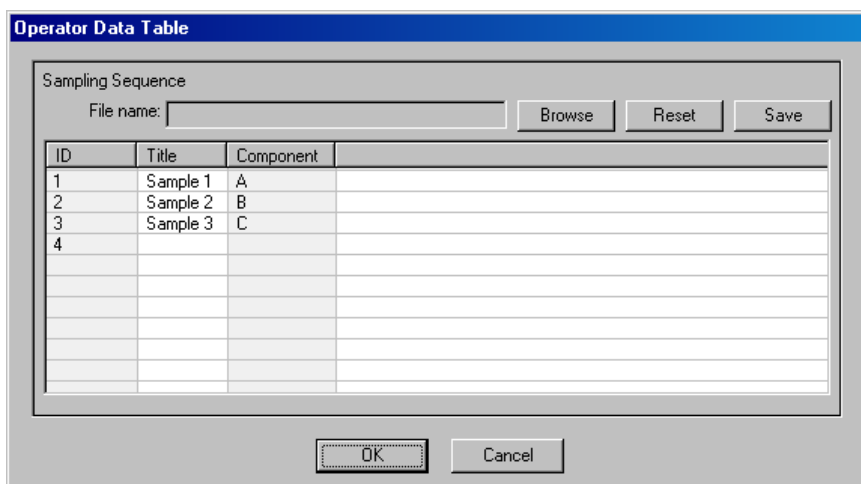 Operator Data Table
Sampling Sequence
File name: Browse Reset Save
ID Title Component
1 Sample 1 A
2 Sample 2 B
3 Sample 3 C
4
OK Cancel